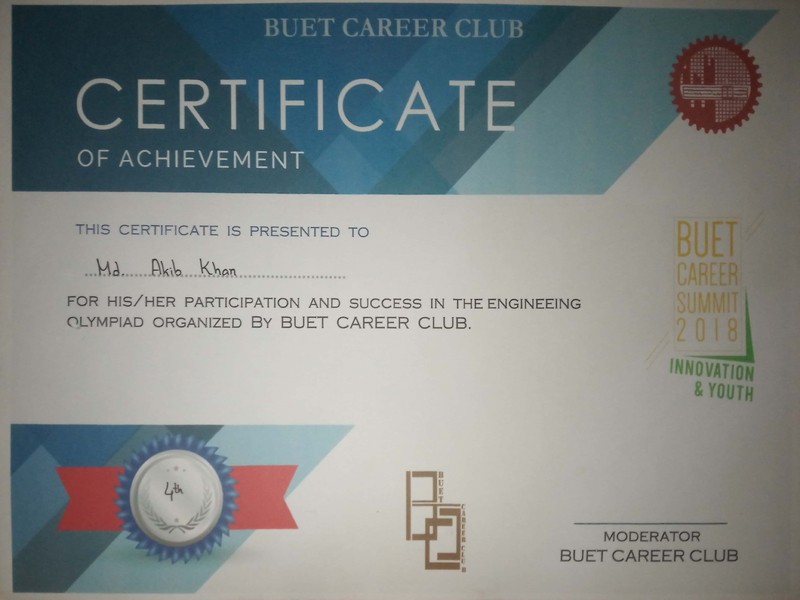 BUET CAREER CLUB
CERTIFICATE
OF ACHIEVEMENT
THIS CERTIFICATE IS PRESENTED TO
Md. Akib Khan
FOR HIS/HER PARTICIPATION AND SUCCESS IN THE ENGINEEING
OLYMPIAD ORGANIZED BY BUET CAREER CLUB.
BUET
CAREER
SUMMIT
2018
INNOVATION
& YOUTH
4th
BUET
CAREER CLUB
MODERATOR
BUET CAREER CLUB